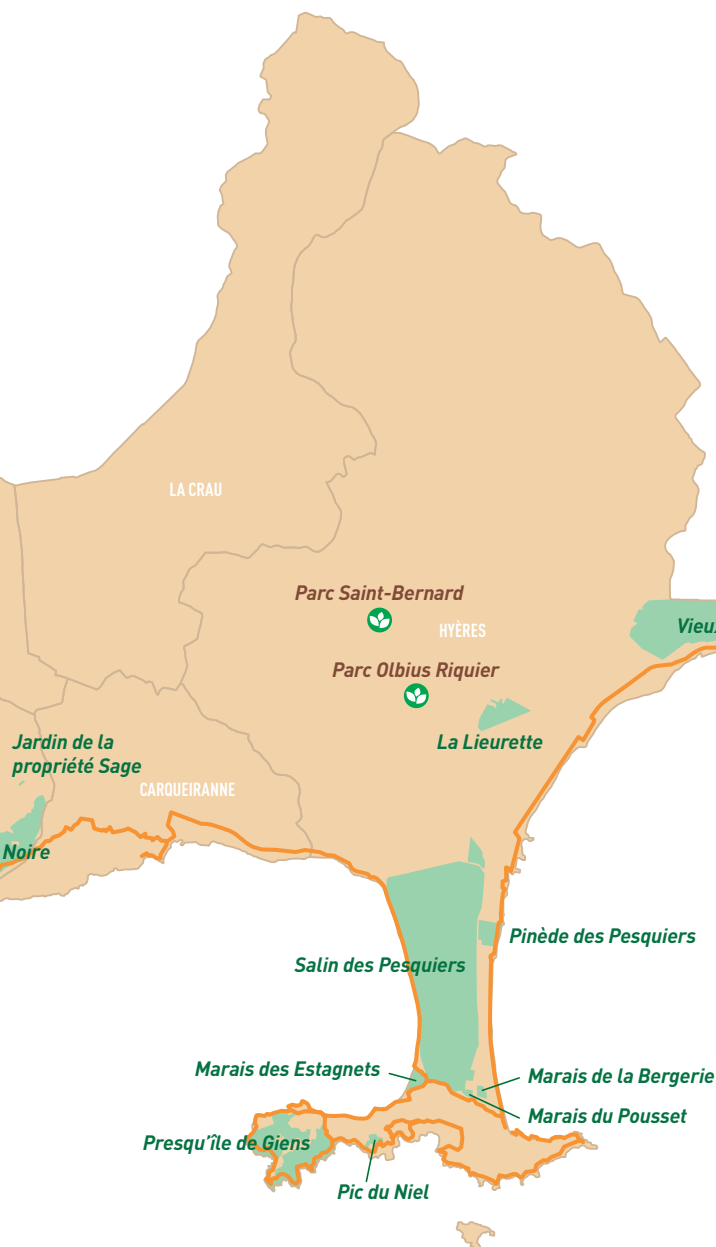 LA CRAU
Parc Saint-Bernard
HYÈRES
Vieux
Parc Olbius Riquier
La Lieurette
Jardin de la
propriété Sage
CARQUEIRANNE
Noire
Pinède des Pesquiers
Salin des Pesquiers
Marais des Estagnets
Marais de la Bergerie
Marais du Pousset
Presqu'île de Giens
Pic du Niel